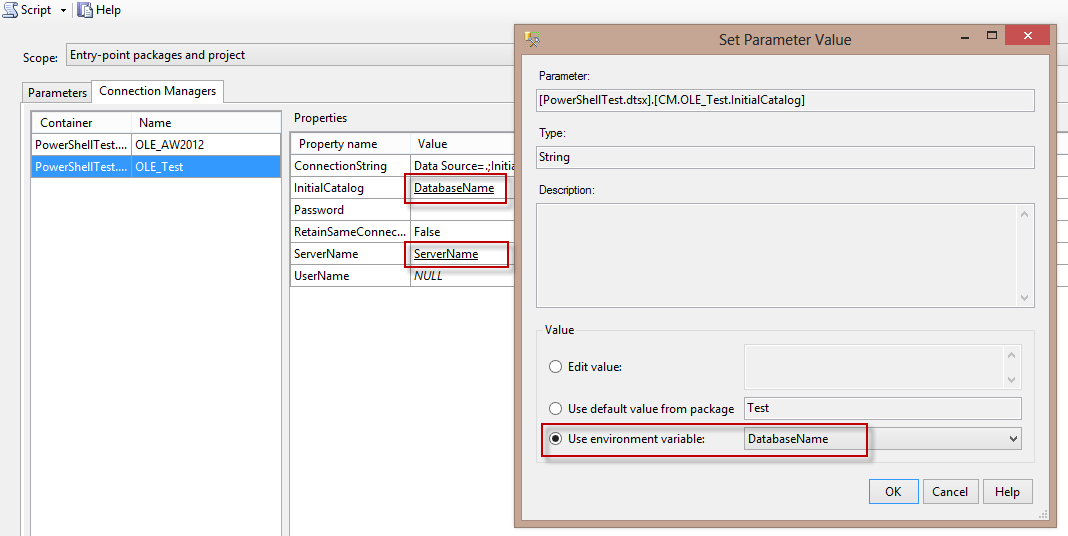 Script Help
Scope: Entry-point packages and project
Parameters Connection Managers
Container Name
PowerShellTest.... OLE_AW2012
PowerShellTest.... OLE_Test
Properties
Property name Value
ConnectionString Data Source=.;Initi
InitialCatalog DatabaseName
Password
RetainSameConnec... False
ServerName ServerName
UserName NULL
Set Parameter Value
Parameter:
[PowerShellTest.dtsx].[CM.OLE_Test.InitialCatalog]
Type:
String
Description:
Value
Edit value:
Use default value from package Test
Use environment variable: DatabaseName
OK Cancel Help